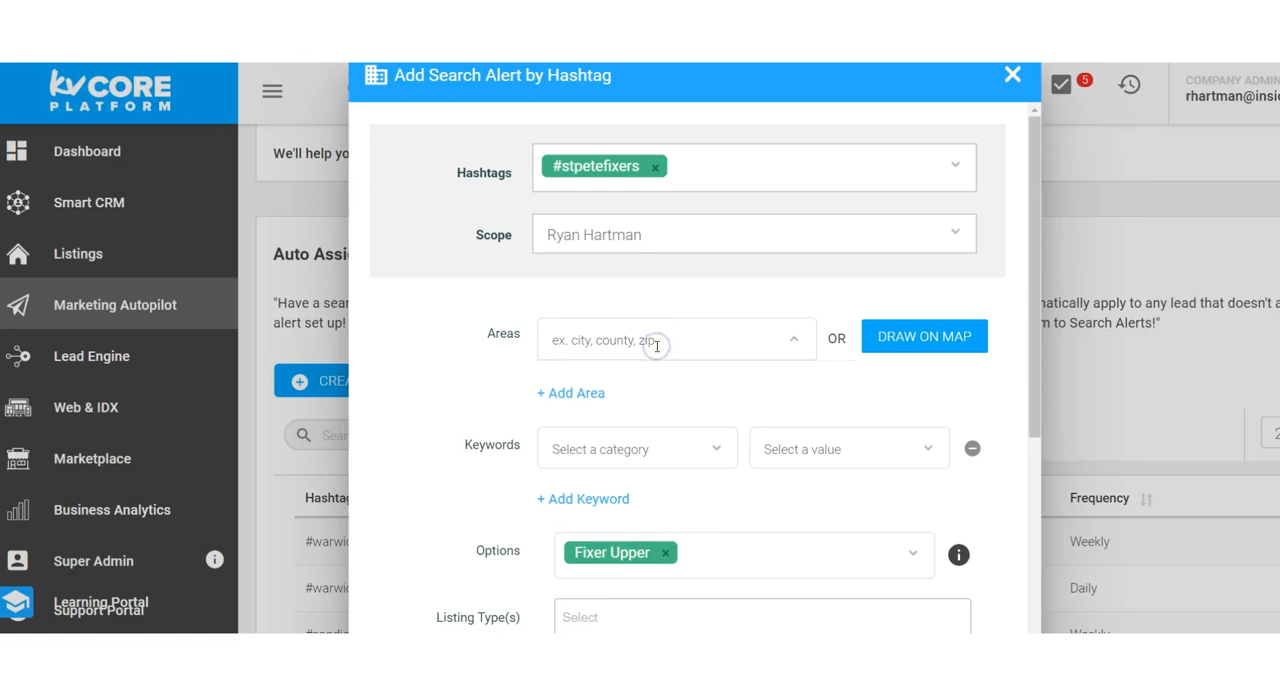 kvCORE
PLATFORM
Dashboard
Smart CRM
Listings
Marketing Autopilot
Lead Engine
Web & IDX
Marketplace
Business Analytics
Super Admin
Learning Portal
Support Portal
We'll help yo
Auto Assi
"Have a sear
alert set up!
CREA
Sear
Hashtag
#warwic
#warwic
Add Search Alert by Hashtag
Hashtags
#stpetefixers ×
Scope
Ryan Hartman
Areas
ex. city, county, zip
OR
DRAW ON MAP
+ Add Area
Keywords
Select a category
Select a value
+ Add Keyword
Options
Fixer Upper ×
Listing Type(s)
Select
5
COMPANY ADMIN
rhartman@insi
matically apply to any lead that doesn't a
m to Search Alerts!"
2
Frequency
Weekly
Daily